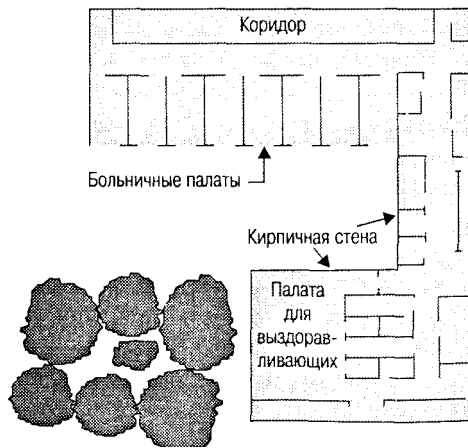 Коридор
Больничные палаты
Кирпичная стена
Палата
для
выздорав-
ливающих